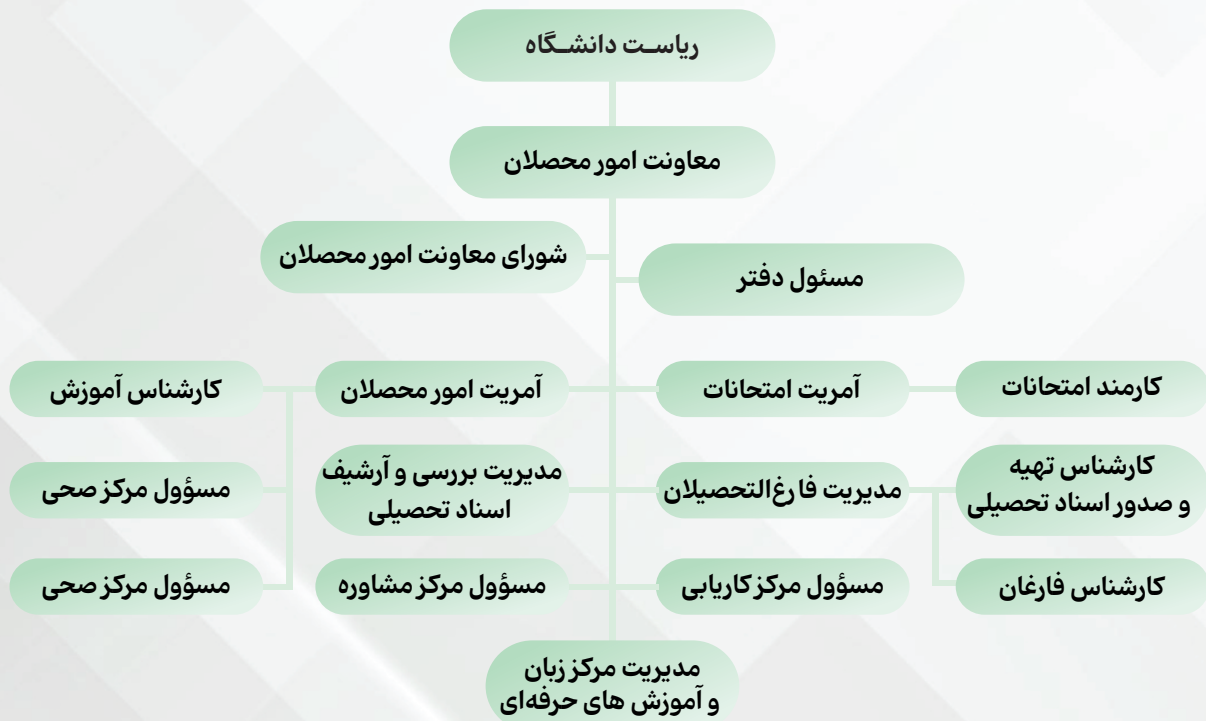 ریاست دانشگاه
معاونت امور محصلان
شورای معاونت امور محصلان
مسئول دفتر
کارمند امتحانات
آمریت امتحانات
آمریت امور محصلان
کارشناس آموزش
کارشناس تهیه
و صدور اسناد تحصیلی
مدیریت فارغ‌التحصیلان
مدیریت بررسی و آرشیف
اسناد تحصیلی
مسؤول مرکز صحی
کارشناس فارغان
مسؤول مرکز کاریابی
مسؤول مرکز مشاوره
مسؤول مرکز صحی
مدیریت مرکز زبان
و آموزش های حرفه‌ای